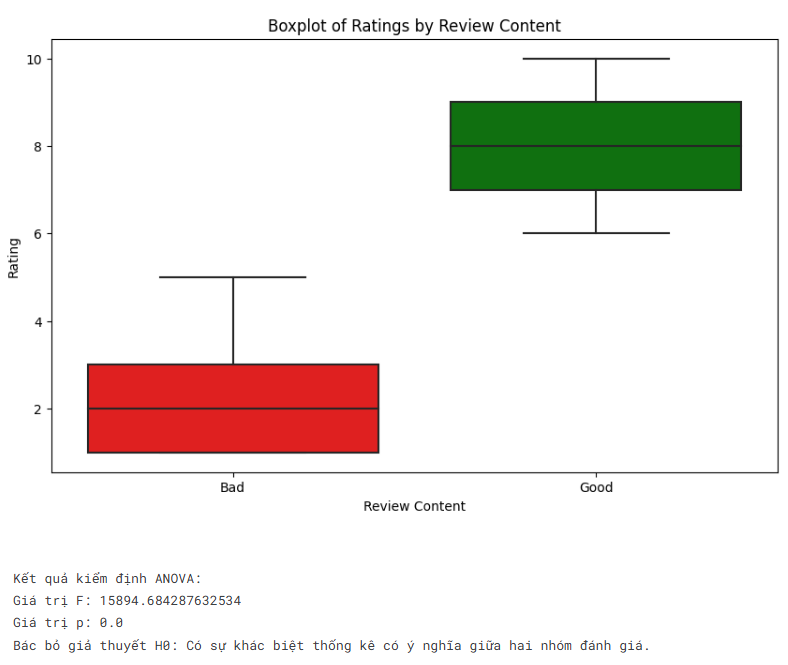 Boxplot of Ratings by Review Content
10
8
6
4
2
Rating
Bad
Good
Review Content
Kết quả kiểm định ANOVA:
Giá trị F: 15894.684287632534
Giá trị p: 0.0
Bác bỏ giả thuyết H0: Có sự khác biệt thống kê có ý nghĩa giữa hai nhóm đánh giá.